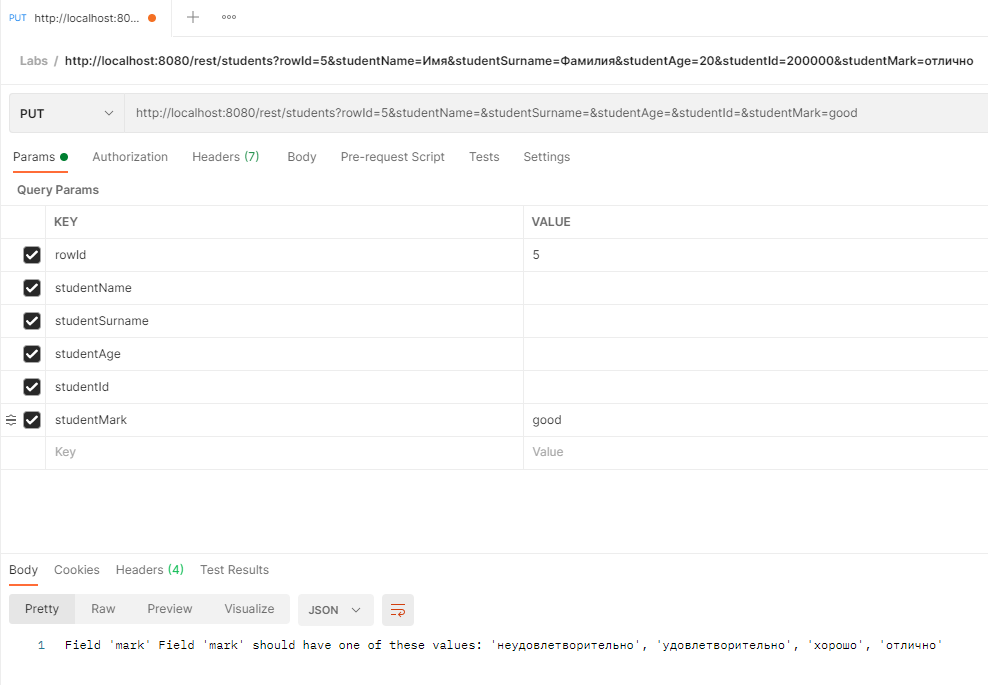 PUT http://localhost:80...
Labs / http://localhost:8080/rest/students?rowId=5&studentName=Имя&studentSurname=Фамилия&studentAge=20&studentId=200000&studentMark=отлично
PUT http://localhost:8080/rest/students?rowId=5&studentName=&studentSurname=&studentAge=&studentId=&studentMark=good
Params Authorization Headers (7) Body Pre-request Script Tests Settings
Query Params
KEY VALUE
rowId 5
studentName
studentSurname
studentAge
studentId
studentMark good
Key Value
Body Cookies Headers (4) Test Results
Pretty Raw Preview Visualize JSON
1 Field 'mark' Field 'mark' should have one of these values: 'неудовлетворительно', 'удовлетворительно', 'хорошо', 'отлично'